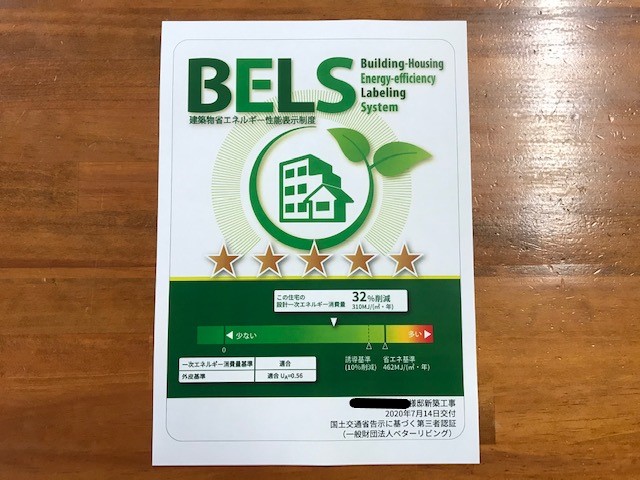 BELS
Building-Housing
Energy-efficiency
Labeling
System
建築物省エネルギー性能表示制度
この住宅の
設計一次エネルギー消費量
32%削減
310MJ/(㎡・年)
少ない
多い
0
誘導基準
(10%削減)
省エネ基準
462MJ/(㎡・年)
一次エネルギー消費量基準 適合
外皮基準 適合 UA=0.56
様邸新築工事
2020年7月14日交付
国土交通省告示に基づく第三者認証
(一般財団法人ベターリビング)